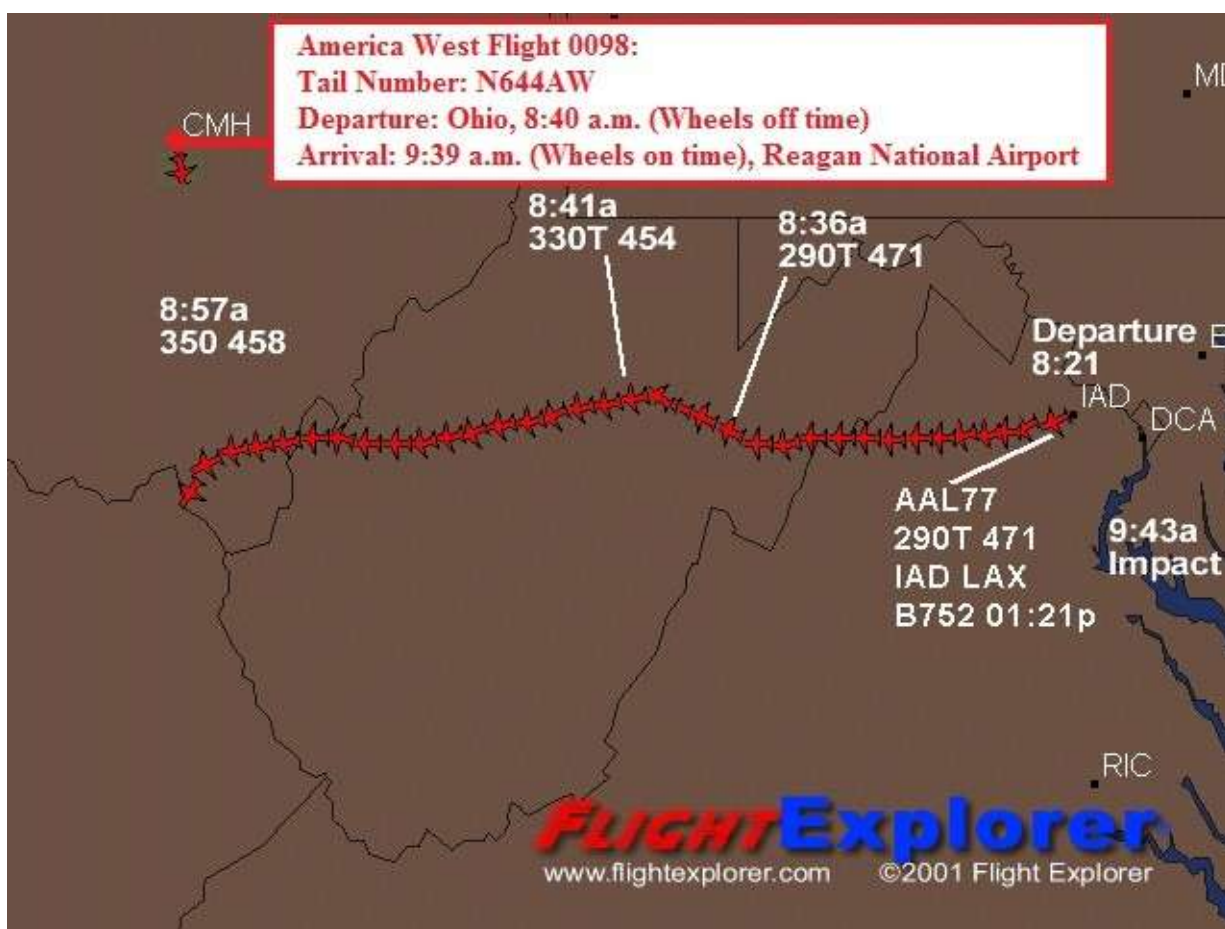 America West Flight 0098:
Tail Number: N644AW
Departure: Ohio, 8:40 a.m. (Wheels off time)
Arrival: 9:39 a.m. (Wheels on time), Reagan National Airport
CMH
MD
8:41a
330T 454
8:36a
290T 471
8:57a
350 458
Departure
8:21
IAD
DCA
AAL77
290T 471
IAD LAX
B752 01:21p
9:43a
Impact
RIC
FLIGHTExplorer
www.flightexplorer.com ©2001 Flight Explorer